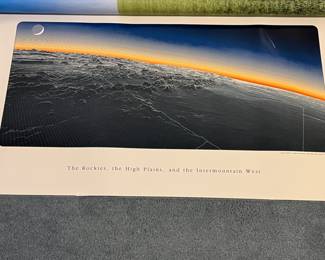 The Rockies, the High Plains, and the Intermountain West